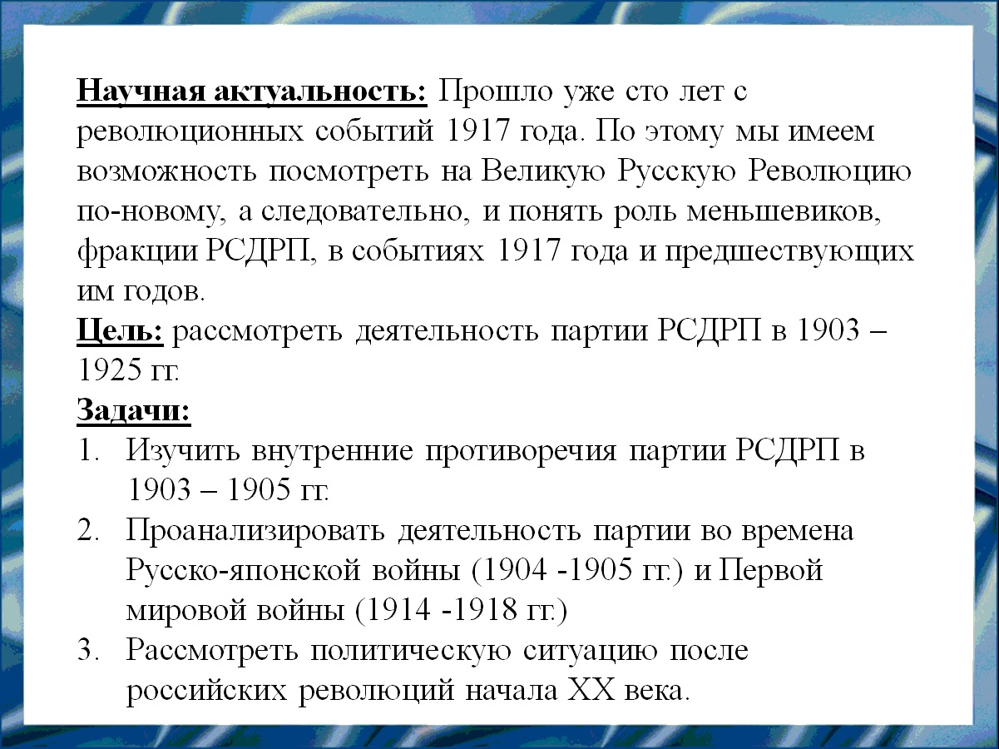 Научная актуальность: Прошло уже сто лет с
революционных событий 1917 года. По этому мы имеем
возможность посмотреть на Великую Русскую Революцию
по-новому, а следовательно, и понять роль меньшевиков,
фракции РСДРП, в событиях 1917 года и предшествующих
им годов.
Цель: рассмотреть деятельность партии РСДРП в 1903 –
1925 гг.
Задачи:
1. Изучить внутренние противоречия партии РСДРП в
1903 – 1905 гг.
2. Проанализировать деятельность партии во времена
Русско-японской войны (1904 -1905 гг.) и Первой
мировой войны (1914 -1918 гг.)
3. Рассмотреть политическую ситуацию после
российских революций начала XX века.